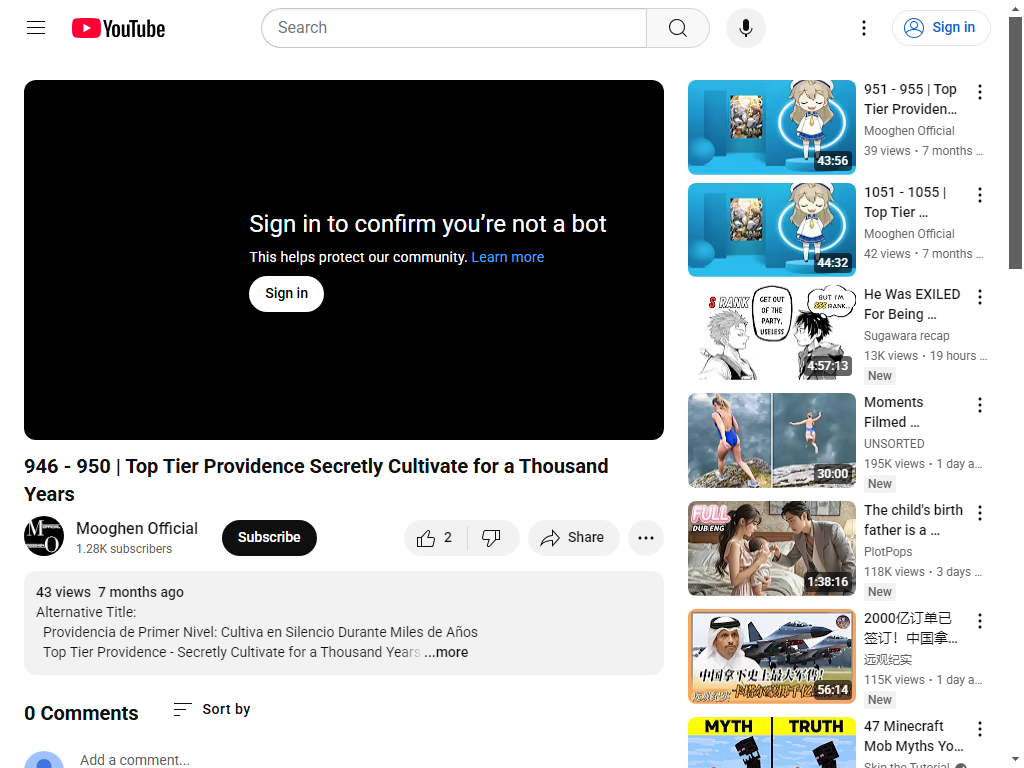 YouTube
Search
Sign in
Sign in to confirm you’re not a bot
This helps protect our community. Learn more
Sign in
946 - 950 | Top Tier Providence Secretly Cultivate for a Thousand
Years
Mooghen Official
1.28K subscribers
Subscribe
2
Share
43 views 7 months ago
Alternative Title:
Providencia de Primer Nivel: Cultiva en Silencio Durante Miles de Años
Top Tier Providence - Secretly Cultivate for a Thousand Years ...more
0 Comments
Sort by
Add a comment...
43:56
951 - 955 | Top
Tier Providen…
Mooghen Official
39 views • 7 months …
44:32
1051 - 1055 |
Top Tier …
Mooghen Official
42 views • 7 months …
S RANK
GET OUT
OF THE
PARTY,
USELESS
BUT I'M
SSS RANK...
4:57:13
He Was EXILED
For Being …
Sugawara recap
13K views • 19 hours …
New
30:00
Moments
Filmed …
UNSORTED
195K views • 1 day a…
New
FULL
DUB ENG
1:38:16
The child's birth
father is a …
PlotPops
118K views • 3 days …
New
中国拿下史上最大军售!
远观纪实
56:14
2000亿订单已
签订！中国拿…
远观纪实
115K views • 1 day a…
New
MYTH
TRUTH
47 Minecraft
Mob Myths Yo…
Skip the Tutorial